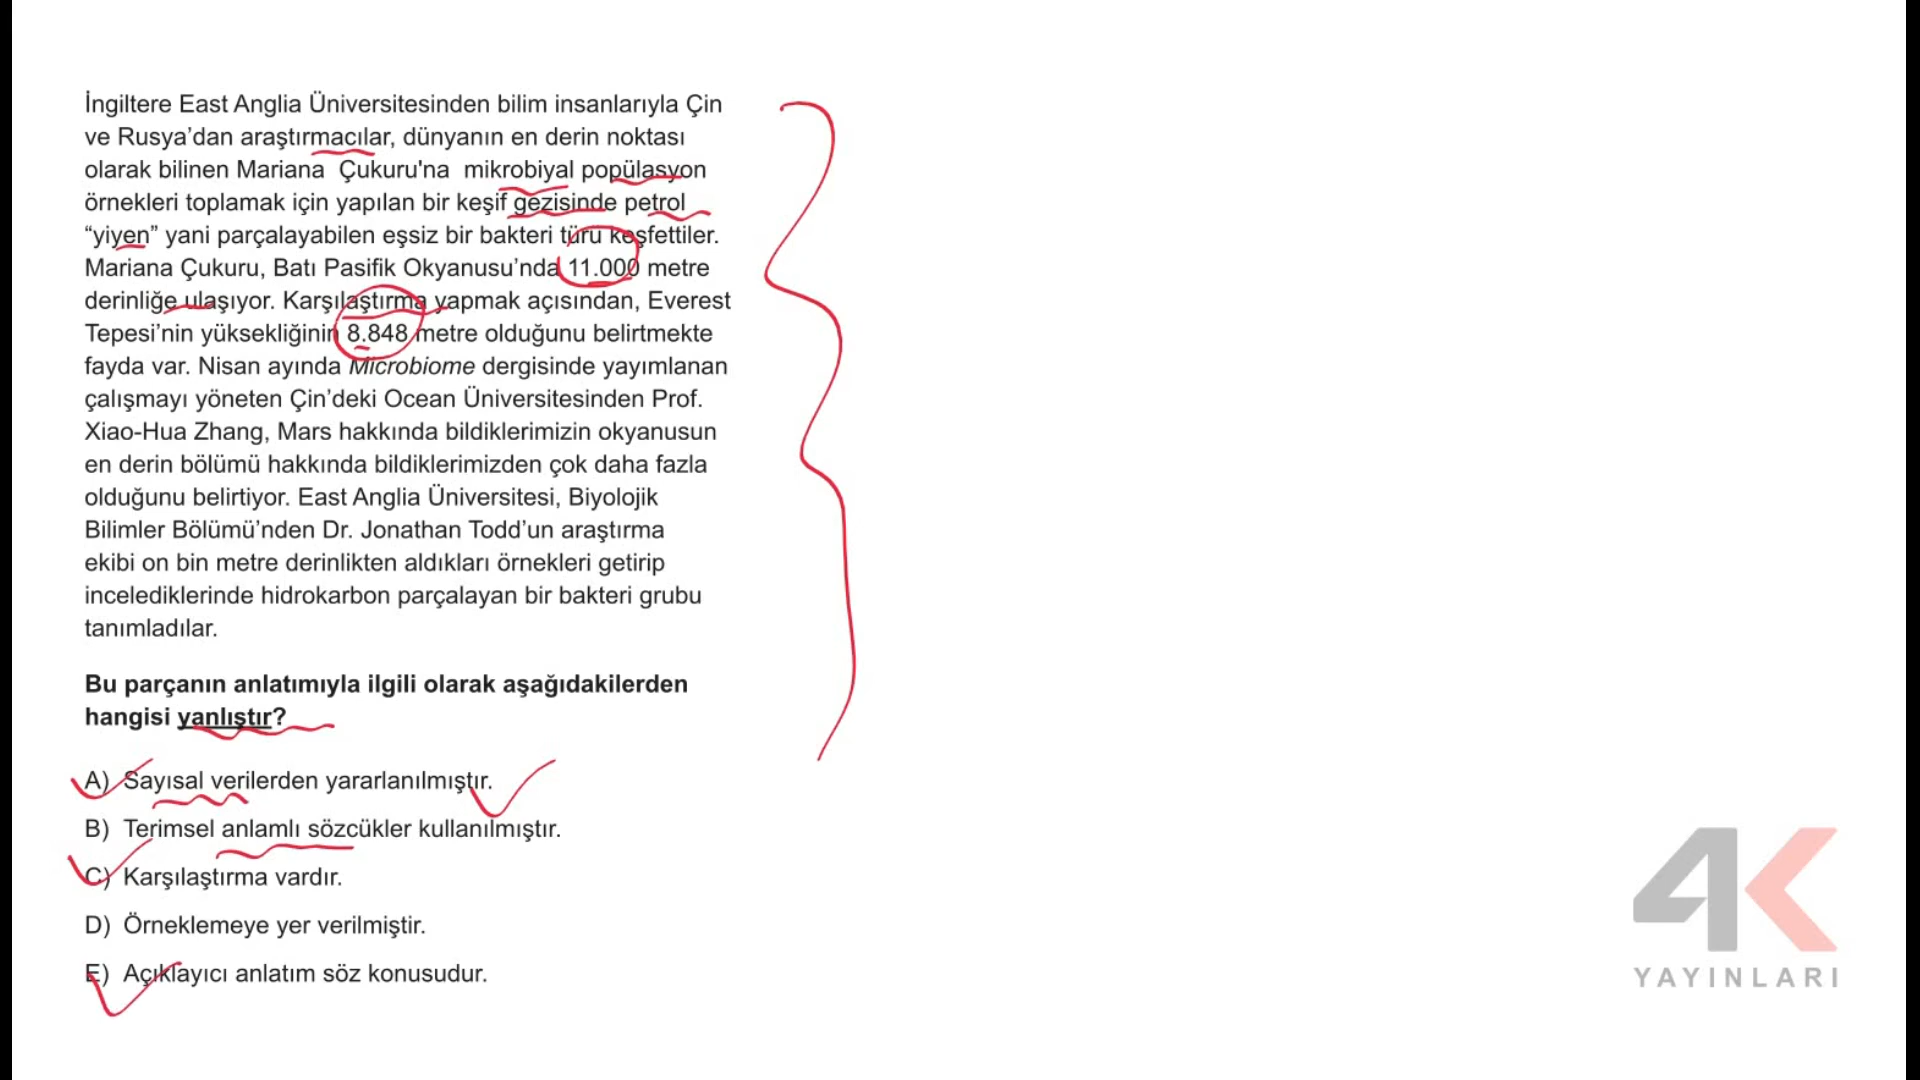 İngiltere East Anglia Üniversitesinden bilim insanlarıyla Çin
ve Rusya’dan araştırmacılar, dünyanın en derin noktası
olarak bilinen Mariana Çukuru'na mikrobiyal popülasyon
örnekleri toplamak için yapılan bir keşif gezisinde petrol
“yiyen” yani parçalayabilen eşsiz bir bakteri türü keşfettiler.
Mariana Çukuru, Batı Pasifik Okyanusu’nda 11.000 metre
derinliğe ulaşıyor. Karşılaştırma yapmak açısından, Everest
Tepesi’nin yüksekliğinin 8.848 metre olduğunu belirtmekte
fayda var. Nisan ayında Microbiome dergisinde yayımlanan
çalışmayı yöneten Çin’deki Ocean Üniversitesinden Prof.
Xiao-Hua Zhang, Mars hakkında bildiklerimizin okyanusun
en derin bölümü hakkında bildiklerimizden çok daha fazla
olduğunu belirtiyor. East Anglia Üniversitesi, Biyolojik
Bilimler Bölümü’nden Dr. Jonathan Todd’un araştırma
ekibi on bin metre derinlikten aldıkları örnekleri getirip
incelediklerinde hidrokarbon parçalayan bir bakteri grubu
tanımladılar.
Bu parçanın anlatımıyla ilgili olarak aşağıdakilerden
hangisi yanlıştır?
A) Sayısal verilerden yararlanılmıştır.
B) Terimsel anlamlı sözcükler kullanılmıştır.
C) Karşılaştırma vardır.
D) Örneklemeye yer verilmiştir.
E) Açıklayıcı anlatım söz konusudur.
4K
YAYINLARI